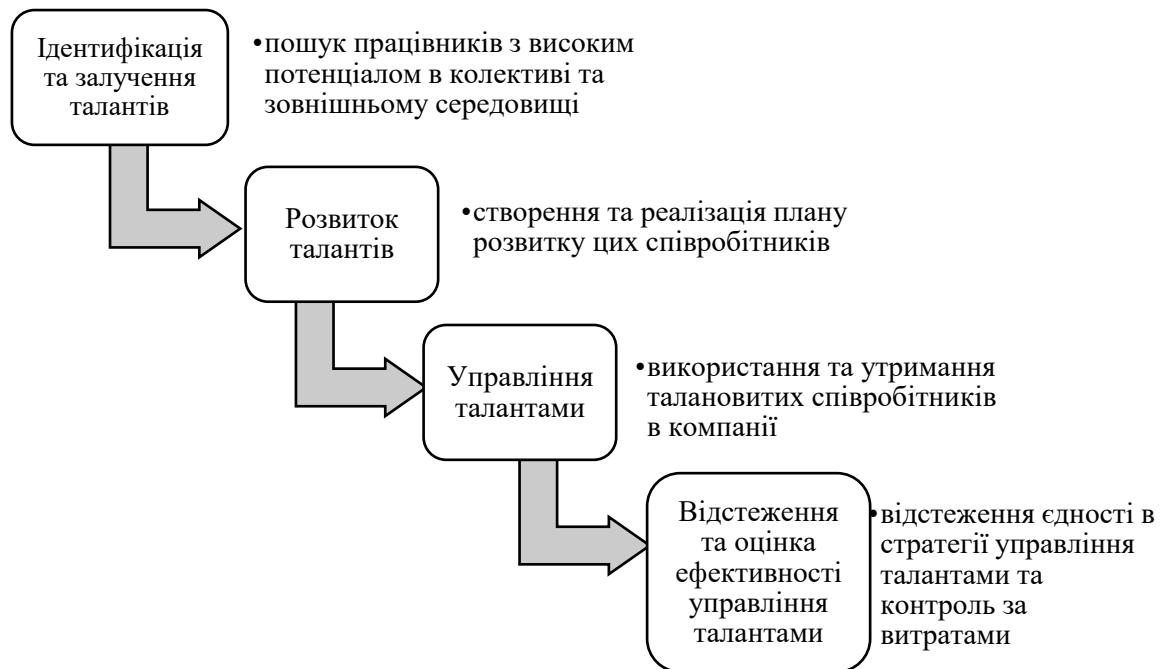 Ідентифікація
та залучення
талантів
•пошук працівників з високим
потенціалом в колективі та
зовнішньому середовищі
Розвиток
талантів
•створення та реалізація плану
розвитку цих співробітників
Управління
талантами
•використання та утримання
талановитих співробітників
в компанії
Відстеження
та оцінка
ефективності
управління
талантами
•відстеження єдності в
стратегії управління
талантами та
контроль за
витратами